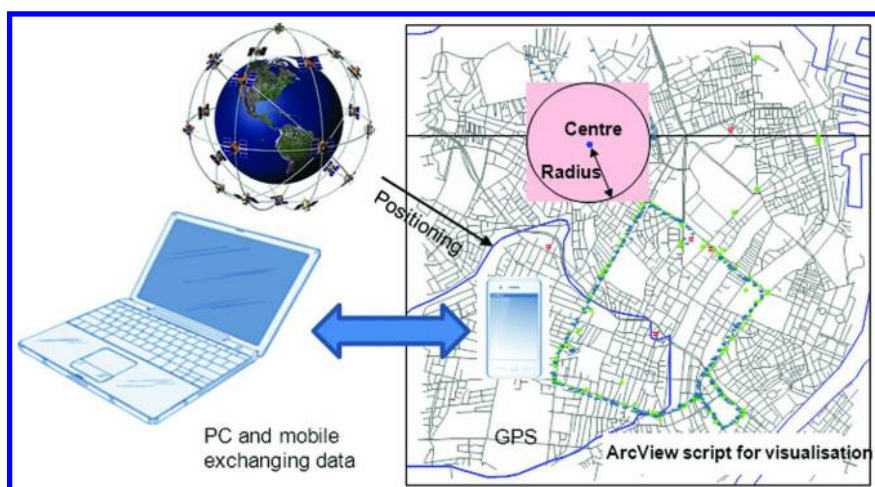 Centre
Radius
Positioning
PC and mobile
exchanging data
GPS
ArcView script for visualisation